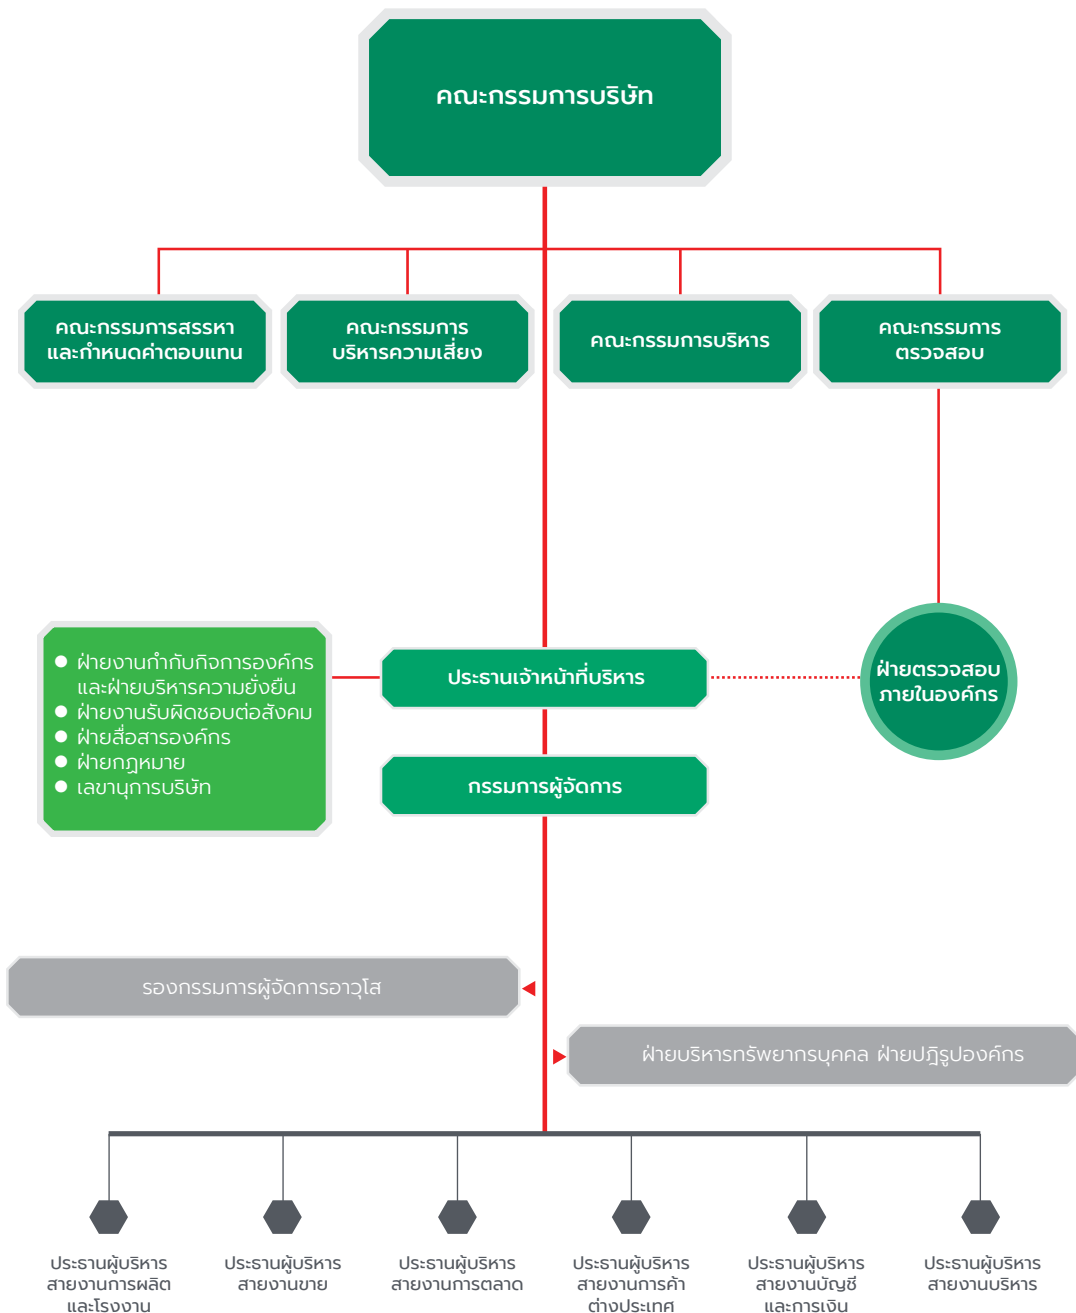 คณะกรรมการบริษัท
คณะกรรมการสรรหา
และกำหนดค่าตอบแทน
คณะกรรมการ
บริหารความเสี่ยง
คณะกรรมการบริหาร
คณะกรรมการ
ตรวจสอบ
● ฝ่ายงานกำกับกิจการองค์กร
และฝ่ายบริหารความยั่งยืน
● ฝ่ายงานรับผิดชอบต่อสังคม
● ฝ่ายสื่อสารองค์กร
● ฝ่ายกฎหมาย
● เลขานุการบริษัท
ประธานเจ้าหน้าที่บริหาร
ฝ่ายตรวจสอบ
ภายในองค์กร
กรรมการผู้จัดการ
รองกรรมการผู้จัดการอาวุโส
ฝ่ายบริหารทรัพยากรบุคคล ฝ่ายปฎิรูปองค์กร
ประธานผู้บริหาร
สายงานการผลิต
และโรงงาน
ประธานผู้บริหาร
สายงานขาย
ประธานผู้บริหาร
สายงานการตลาด
ประธานผู้บริหาร
สายงานการค้า
ต่างประเทศ
ประธานผู้บริหาร
สายงานบัญชี
และการเงิน
ประธานผู้บริหาร
สายงานบริหาร